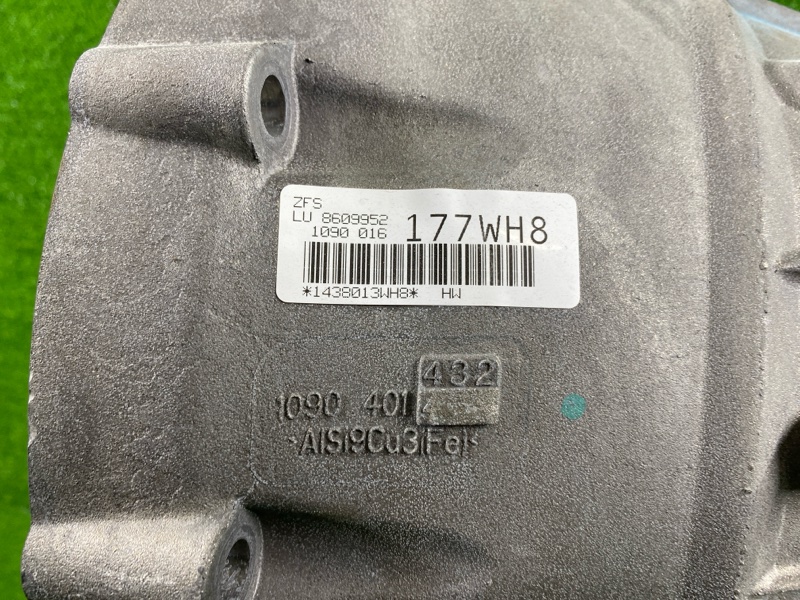 ZFS
LU 8609952
1090 016 177WH8
*1438013WH8* HW
432
1090 401
>AlSi9Cu3(Fe)<